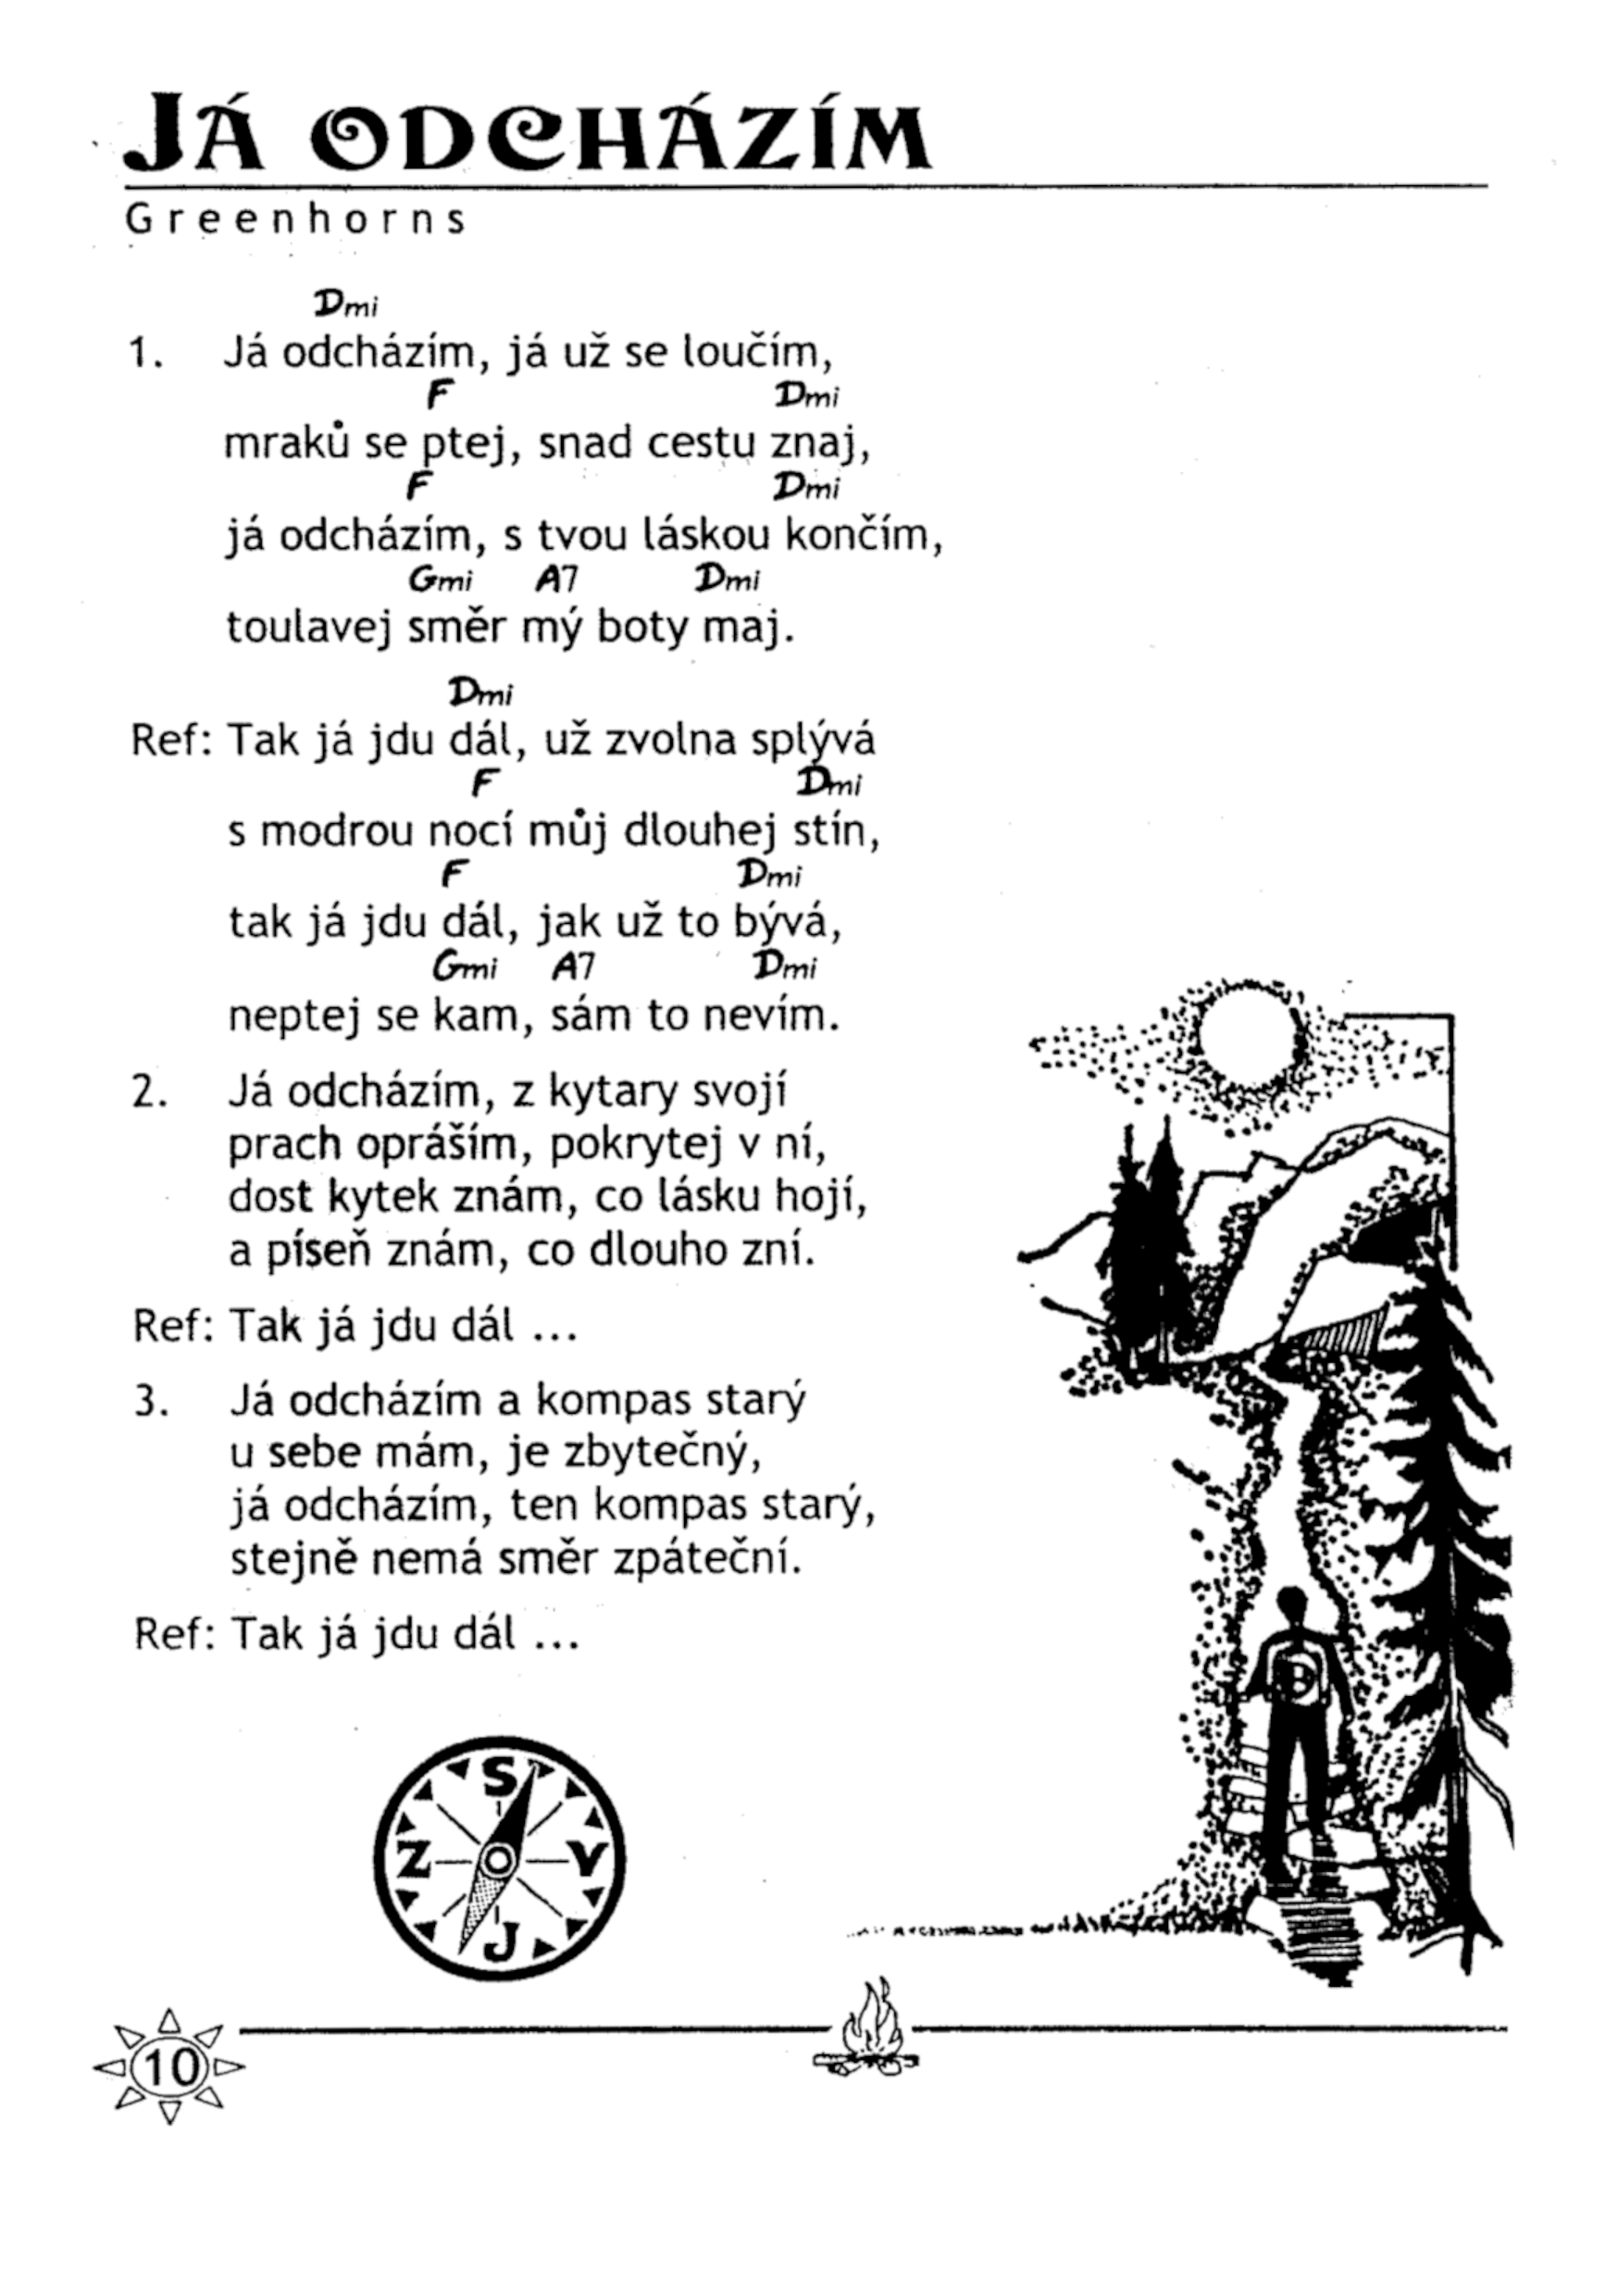 JÁ ODCHÁZÍM
Greenhorns
Dmi
1. Já odcházím, já už se loučím,
F Dmi
mraků se ptej, snad cestu znaj,
F Dmi
já odcházím, s tvou láskou končím,
Gmi A7 Dmi
toulavej směr mý boty maj.
Dmi
Ref: Tak já jdu dál, už zvolna splývá
F Dmi
s modrou nocí můj dlouhej stín,
F Dmi
tak já jdu dál, jak už to bývá,
Gmi A7 Dmi
neptej se kam, sám to nevím.
2. Já odcházím, z kytary svojí
prach opráším, pokrytej v ní,
dost kytek znám, co lásku hojí,
a píseň znám, co dlouho zní.
Ref: Tak já jdu dál ...
3. Já odcházím a kompas starý
u sebe mám, je zbytečný,
já odcházím, ten kompas starý,
stejně nemá směr zpáteční.
Ref: Tak já jdu dál ...
B
S
Z V
J
10